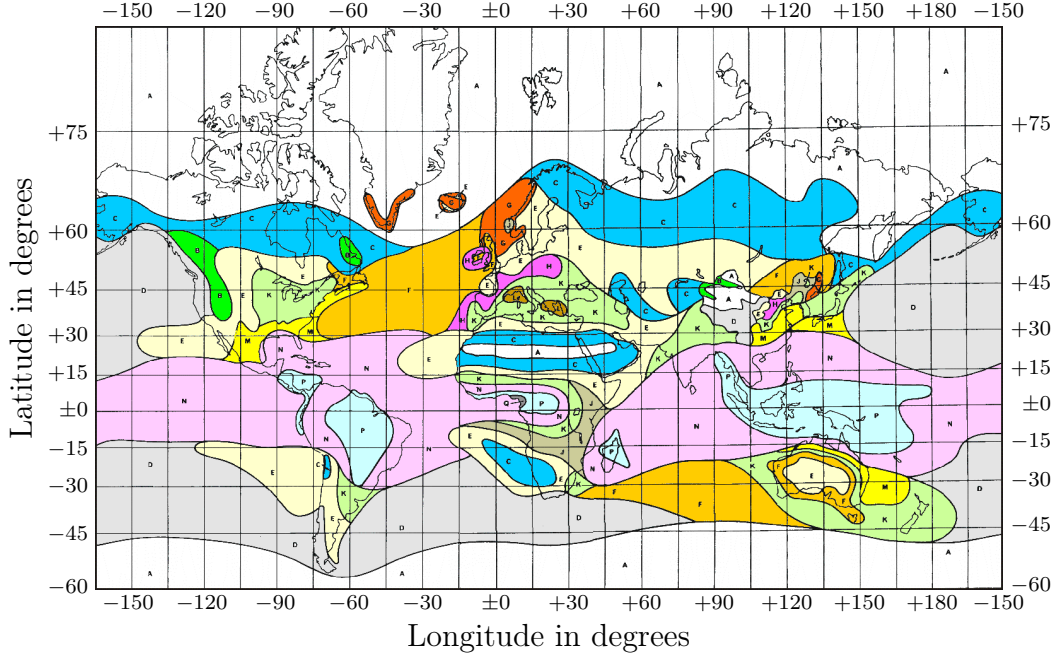 −150 −120 −90 −60 −30 ±0 +30 +60 +90 +120 +150 +180 −150
A
A
A
A
A
+75 +75
E
C
G
C
C
E
G
E
C
C
C
A
C
+60 +60
B
C
G
E
H
F
H
E
E
A
F
K
E
D
B
E
K
K
F
E
C
C
A
D
+45 +45
H
K
K
K
D
H
M
+30 +30
E
M
N
N
E
C
A
C
K
N
+15 +15
P
K
N
E
P
N
Q
P
N
J
P
N
±0 ±0
P
N
N
E
J
N
−15 −15
D
E
C
C
P
N
K
F
E
M
D
−30 −30
K
E
E
K
F
F
F
K
−45 −45
D
D
D
A
A
A
A
−60 −60
−150 −120 −90 −60 −30 ±0 +30 +60 +90 +120 +150 +180 −150
Latitude in degrees
Longitude in degrees